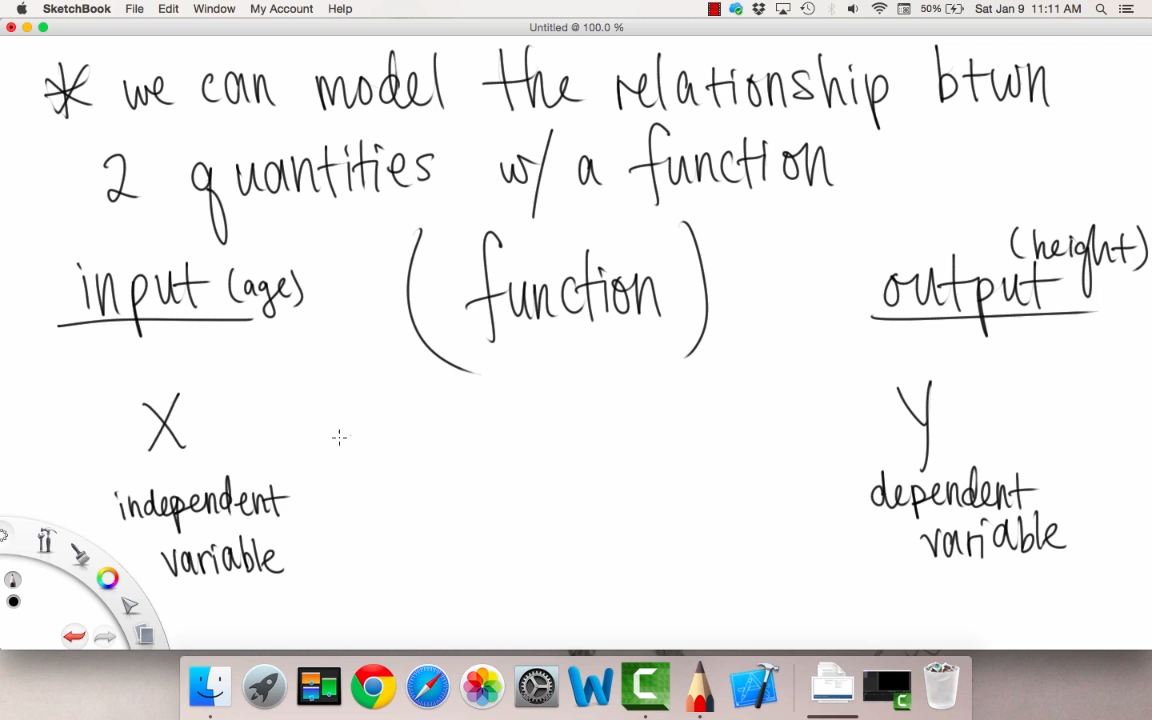 SketchBook File Edit Window My Account Help 50% Sat Jan 9 11:11 AM
Untitled @ 100.0 %
* we can model the relationship btwn
2 quantities w/ a function
input (age) (function) output (height)
X y
independent variable
dependent variable